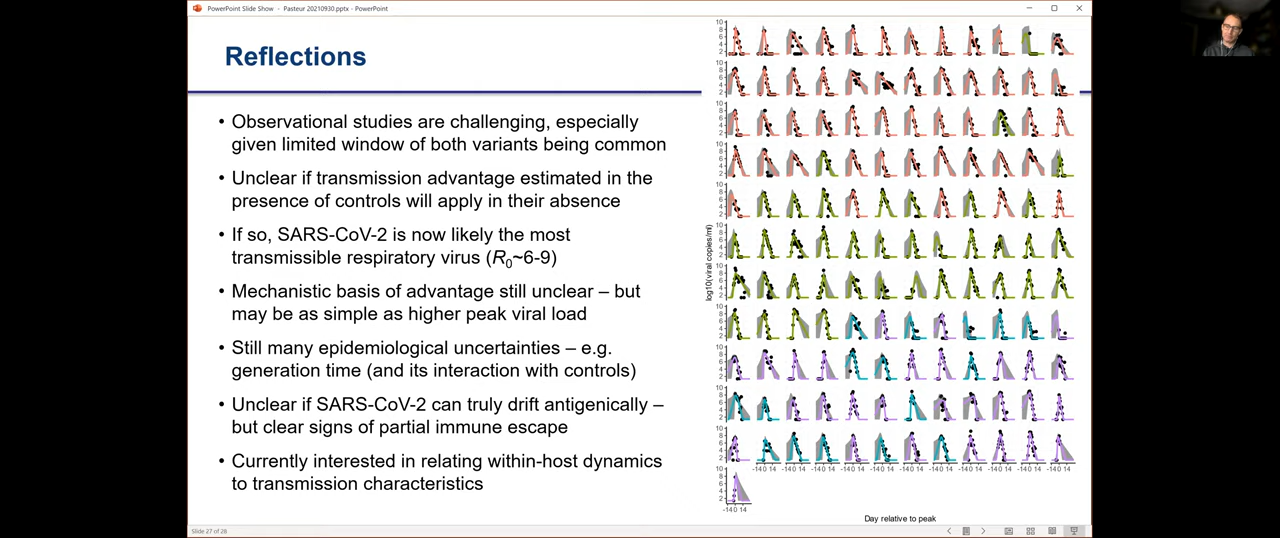 PowerPoint Slide Show - Pasteur 20210930.pptx - PowerPoint
Reflections
• Observational studies are challenging, especially
given limited window of both variants being common
• Unclear if transmission advantage estimated in the
presence of controls will apply in their absence
• If so, SARS-CoV-2 is now likely the most
transmissible respiratory virus (R0~6-9)
• Mechanistic basis of advantage still unclear – but
may be as simple as higher peak viral load
• Still many epidemiological uncertainties – e.g.
generation time (and its interaction with controls)
• Unclear if SARS-CoV-2 can truly drift antigenically –
but clear signs of partial immune escape
• Currently interested in relating within-host dynamics
to transmission characteristics
log10(viral copies/ml)
Day relative to peak
Slide 27 of 28